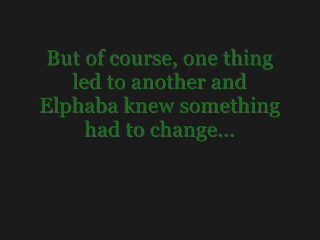 But of course, one thing
led to another and
Elphaba knew something
had to change...